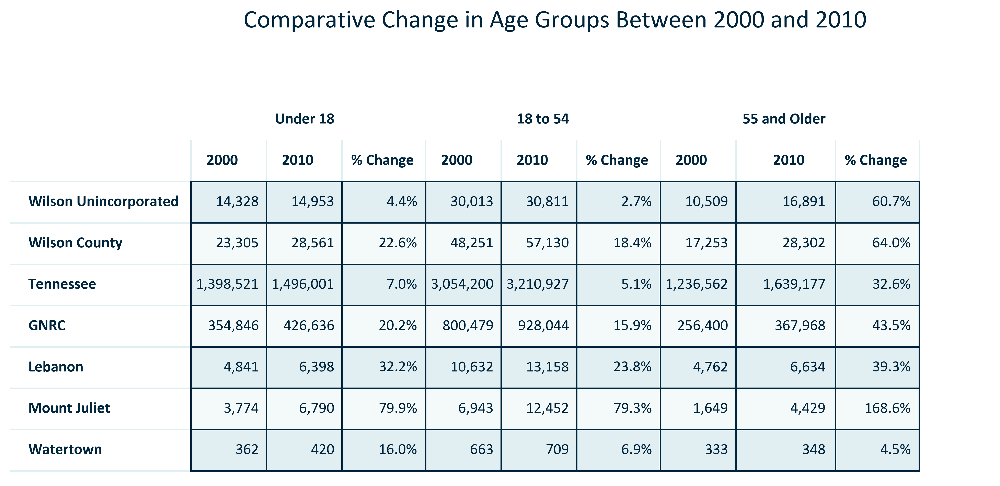 Comparative Change in Age Groups Between 2000 and 2010
Under 18 18 to 54 55 and Older
2000 2010 % Change 2000 2010 % Change 2000 2010 % Change
Wilson Unincorporated 14,328 14,953 4.4% 30,013 30,811 2.7% 10,509 16,891 60.7%
Wilson County 23,305 28,561 22.6% 48,251 57,130 18.4% 17,253 28,302 64.0%
Tennessee 1,398,521 1,496,001 7.0% 3,054,200 3,210,927 5.1% 1,236,562 1,639,177 32.6%
GNRC 354,846 426,636 20.2% 800,479 928,044 15.9% 256,400 367,968 43.5%
Lebanon 4,841 6,398 32.2% 10,632 13,158 23.8% 4,762 6,634 39.3%
Mount Juliet 3,774 6,790 79.9% 6,943 12,452 79.3% 1,649 4,429 168.6%
Watertown 362 420 16.0% 663 709 6.9% 333 348 4.5%